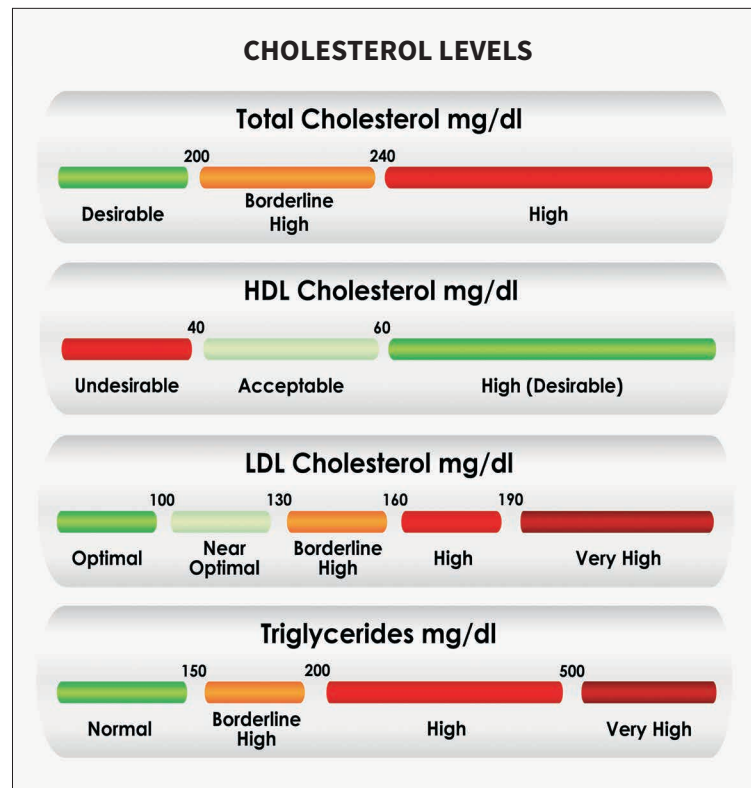 CHOLESTEROL LEVELS
Total Cholesterol mg/dl
200 240
Desirable Borderline High High
HDL Cholesterol mg/dl
40 60
Undesirable Acceptable High (Desirable)
LDL Cholesterol mg/dl
100 130 160 190
Optimal Near Optimal Borderline High High Very High
Triglycerides mg/dl
150 200 500
Normal Borderline High High Very High